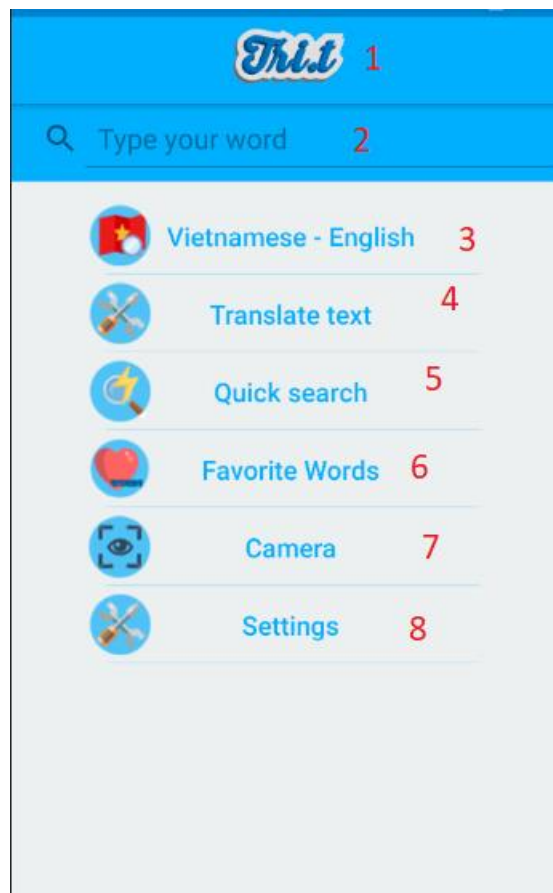 Thi.t 1
Type your word 2
Vietnamese - English 3
Translate text 4
Quick search 5
Favorite Words 6
Camera 7
Settings 8